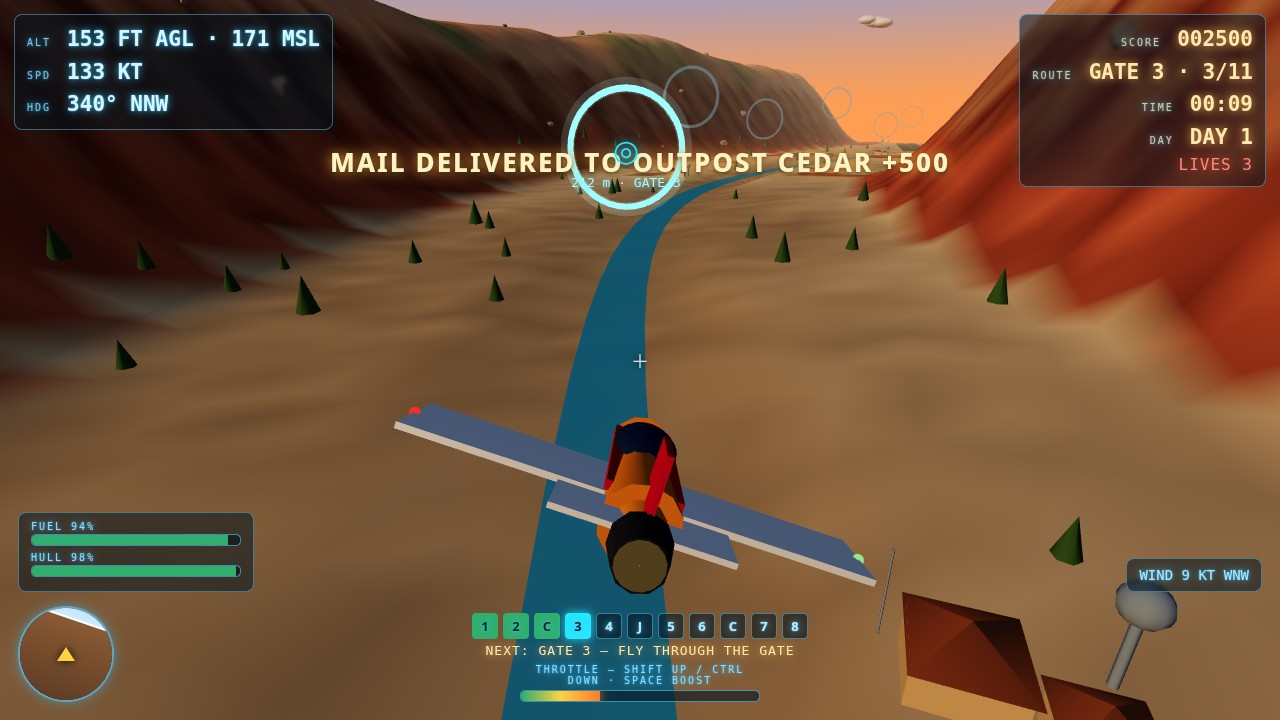 ALT 153 FT AGL · 171 MSL
SPD 133 KT
HDG 340° NNW
SCORE 002500
ROUTE GATE 3 · 3/11
TIME 00:09
DAY DAY 1
LIVES 3
MAIL DELIVERED TO OUTPOST CEDAR +500
m · GATE 3
FUEL 94%
HULL 98%
WIND 9 KT WNW
1 2 C 3 4 J 5 6 C 7 8
NEXT: GATE 3 — FLY THROUGH THE GATE
THROTTLE — SHIFT UP / CTRL
DOWN · SPACE BOOST